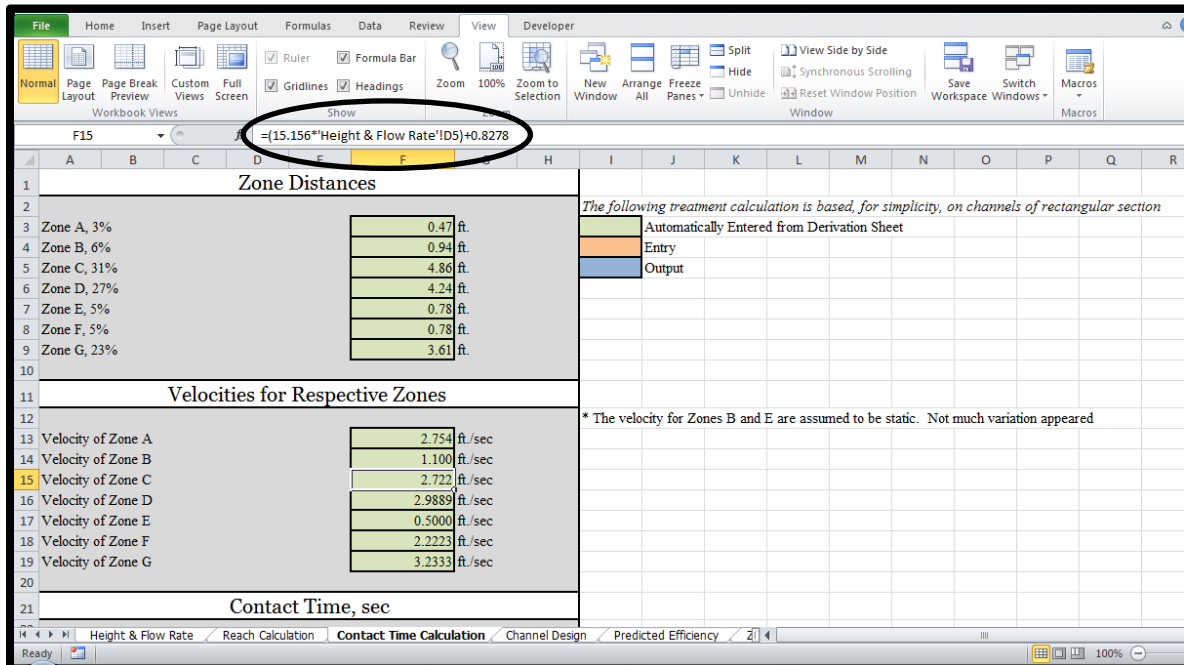 File Home Insert Page Layout Formulas Data Review View Developer
Ruler Formula Bar Split View Side by Side
Hide Synchronous Scrolling
Gridlines Headings Unhide Reset Window Position
Normal Page Layout Page Break Preview Custom Views Full Screen Zoom 100% Zoom to Selection New Window Arrange All Freeze Panes Save Workspace Switch Windows Macros
Workbook Views Show Zoom Window Macros
F15 =(15.156*'Height & Flow Rate'!D5)+0.8278
A B C D E F G H I J K L M N O P Q R
1 Zone Distances
2 The following treatment calculation is based, for simplicity, on channels of rectangular section
3 Zone A, 3% 0.47 ft. Automatically Entered from Derivation Sheet
4 Zone B, 6% 0.94 ft. Entry
5 Zone C, 31% 4.86 ft. Output
6 Zone D, 27% 4.24 ft.
7 Zone E, 5% 0.78 ft.
8 Zone F, 5% 0.78 ft.
9 Zone G, 23% 3.61 ft.
10
11 Velocities for Respective Zones
12 * The velocity for Zones B and E are assumed to be static. Not much variation appeared
13 Velocity of Zone A 2.754 ft./sec
14 Velocity of Zone B 1.100 ft./sec
15 Velocity of Zone C 2.722 ft./sec
16 Velocity of Zone D 2.9889 ft./sec
17 Velocity of Zone E 0.5000 ft./sec
18 Velocity of Zone F 2.2223 ft./sec
19 Velocity of Zone G 3.2333 ft./sec
20
21 Contact Time, sec
Height & Flow Rate Reach Calculation Contact Time Calculation Channel Design Predicted Efficiency
Ready 100%